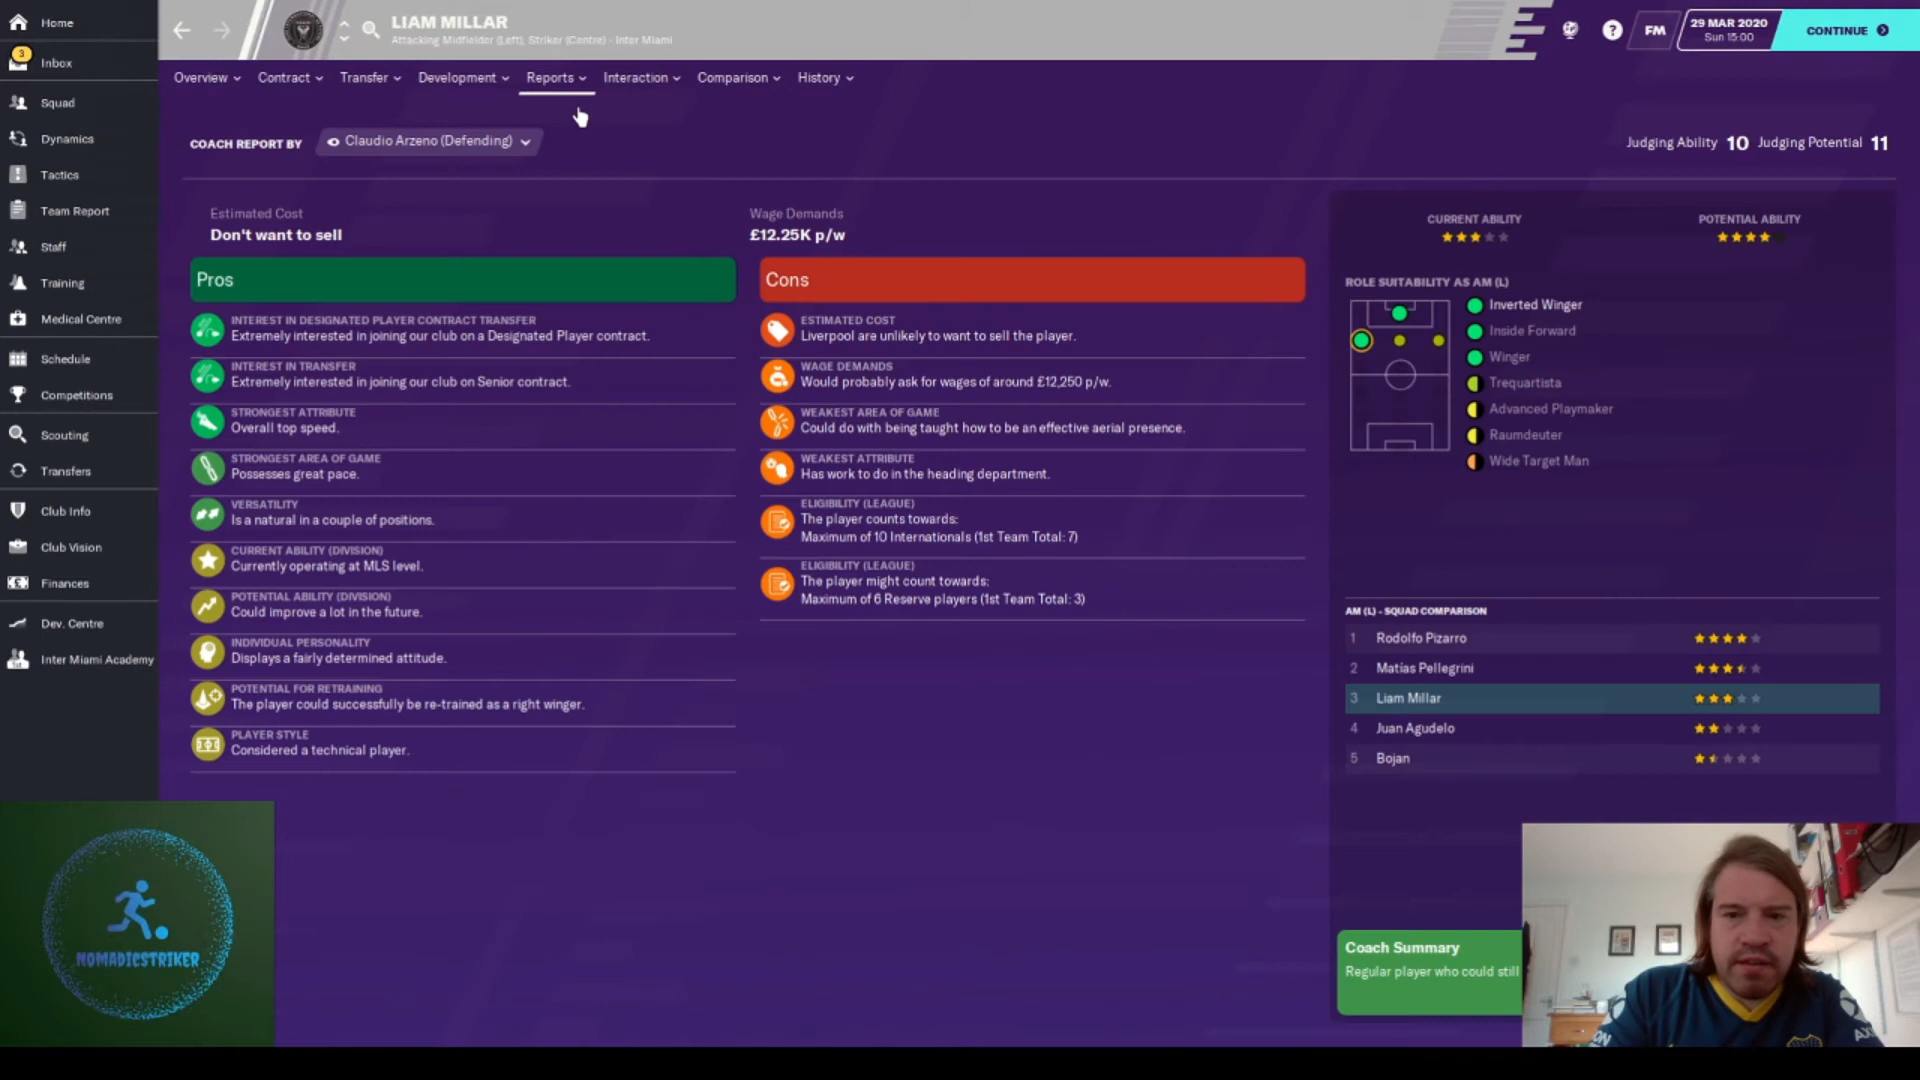 Home
3
Inbox
Squad
Dynamics
Tactics
Team Report
Staff
Training
Medical Centre
Schedule
Competitions
Scouting
Transfers
Club Info
Club Vision
Finances
Dev. Centre
Inter Miami Academy
LIAM MILLAR
Attacking Midfielder (Left), Striker (Centre) - Inter Miami
?
FM
29 MAR 2020
Sun 15:00
CONTINUE
Overview Contract Transfer Development Reports Interaction Comparison History
COACH REPORT BY Claudio Arzeno (Defending)
Judging Ability 10 Judging Potential 11
Estimated Cost
Don't want to sell
Wage Demands
£12.25K p/w
Pros
INTEREST IN DESIGNATED PLAYER CONTRACT TRANSFER
Extremely interested in joining our club on a Designated Player contract.
INTEREST IN TRANSFER
Extremely interested in joining our club on Senior contract.
STRONGEST ATTRIBUTE
Overall top speed.
STRONGEST AREA OF GAME
Possesses great pace.
VERSATILITY
Is a natural in a couple of positions.
CURRENT ABILITY (DIVISION)
Currently operating at MLS level.
POTENTIAL ABILITY (DIVISION)
Could improve a lot in the future.
INDIVIDUAL PERSONALITY
Displays a fairly determined attitude.
POTENTIAL FOR RETRAINING
The player could successfully be re-trained as a right winger.
PLAYER STYLE
Considered a technical player.
Cons
ESTIMATED COST
Liverpool are unlikely to want to sell the player.
WAGE DEMANDS
Would probably ask for wages of around £12,250 p/w.
WEAKEST AREA OF GAME
Could do with being taught how to be an effective aerial presence.
WEAKEST ATTRIBUTE
Has work to do in the heading department.
ELIGIBILITY (LEAGUE)
The player counts towards:
Maximum of 10 Internationals (1st Team Total: 7)
ELIGIBILITY (LEAGUE)
The player might count towards:
Maximum of 6 Reserve players (1st Team Total: 3)
CURRENT ABILITY
POTENTIAL ABILITY
ROLE SUITABILITY AS AM (L)
Inverted Winger
Inside Forward
Winger
Trequartista
Advanced Playmaker
Raumdeuter
Wide Target Man
AM (L) - SQUAD COMPARISON
1 Rodolfo Pizarro
2 Matías Pellegrini
3 Liam Millar
4 Juan Agudelo
5 Bojan
Coach Summary
Regular player who could still
NOMADICSTRIKER